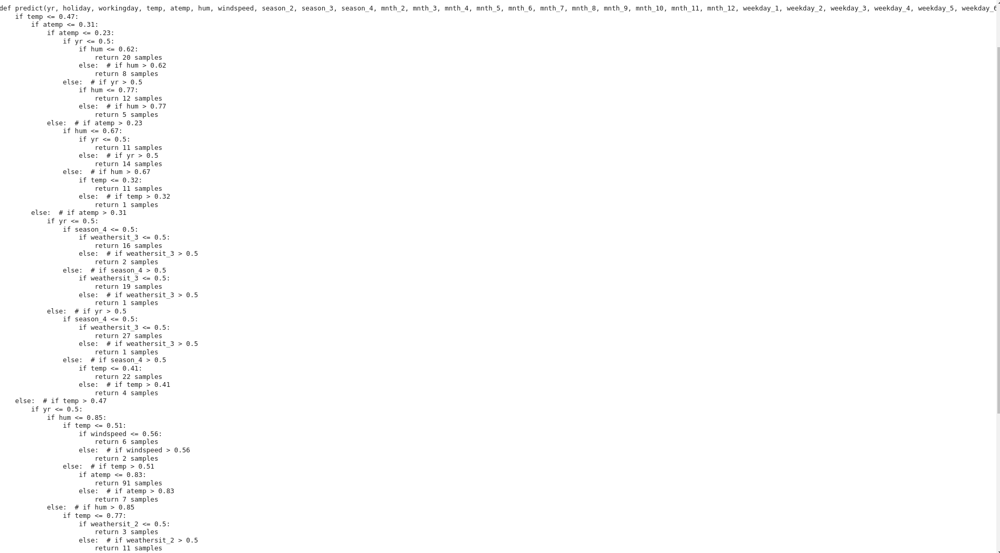 def predict(yr, holiday, workingday, temp, atemp, hum, windspeed, season_2, season_3, season_4, mnth_2, mnth_3, mnth_4, mnth_5, mnth_6, mnth_7, mnth_8, mnth_9, mnth_10, mnth_11, mnth_12, weekday_1, weekday_2, weekday_3, weekday_4, weekday_5, weekday_6
    if temp <= 0.47:
        if atemp <= 0.31:
            if atemp <= 0.23:
                if yr <= 0.5:
                    if hum <= 0.62:
                        return 20 samples
                    else:  # if hum > 0.62
                        return 8 samples
                else:  # if yr > 0.5
                    if hum <= 0.77:
                        return 12 samples
                    else:  # if hum > 0.77
                        return 5 samples
            else:  # if atemp > 0.23
                if hum <= 0.67:
                    if yr <= 0.5:
                        return 11 samples
                    else:  # if yr > 0.5
                        return 14 samples
                else:  # if hum > 0.67
                    if temp <= 0.32:
                        return 11 samples
                    else:  # if temp > 0.32
                        return 1 samples
        else:  # if atemp > 0.31
            if yr <= 0.5:
                if season_4 <= 0.5:
                    if weathersit_3 <= 0.5:
                        return 16 samples
                    else:  # if weathersit_3 > 0.5
                        return 2 samples
                else:  # if season_4 > 0.5
                    if weathersit_3 <= 0.5:
                        return 19 samples
                    else:  # if weathersit_3 > 0.5
                        return 1 samples
            else:  # if yr > 0.5
                if season_4 <= 0.5:
                    if weathersit_3 <= 0.5:
                        return 27 samples
                    else:  # if weathersit_3 > 0.5
                        return 1 samples
                else:  # if season_4 > 0.5
                    if temp <= 0.41:
                        return 22 samples
                    else:  # if temp > 0.41
                        return 4 samples
    else:  # if temp > 0.47
        if yr <= 0.5:
            if hum <= 0.85:
                if temp <= 0.51:
                    if windspeed <= 0.56:
                        return 6 samples
                    else:  # if windspeed > 0.56
                        return 2 samples
                else:  # if temp > 0.51
                    if atemp <= 0.83:
                        return 91 samples
                    else:  # if atemp > 0.83
                        return 7 samples
            else:  # if hum > 0.85
                if temp <= 0.77:
                    if weathersit_2 <= 0.5:
                        return 3 samples
                    else:  # if weathersit_2 > 0.5
                        return 11 samples